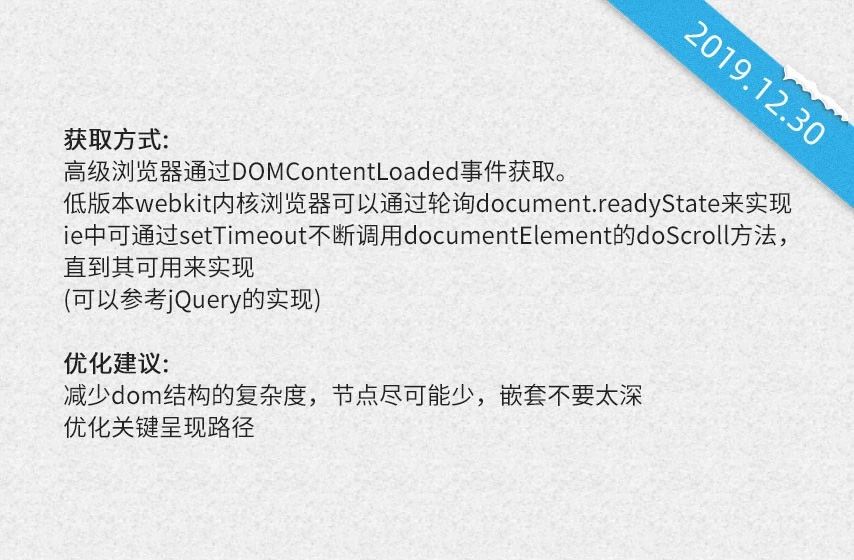 2019.12.30
获取方式:
高级浏览器通过DOMContentLoaded事件获取。
低版本webkit内核浏览器可以通过轮询document.readyState来实现
ie中可通过setTimeout不断调用documentElement的doScroll方法，
直到其可用来实现
(可以参考jQuery的实现)
优化建议:
减少dom结构的复杂度，节点尽可能少，嵌套不要太深
优化关键呈现路径